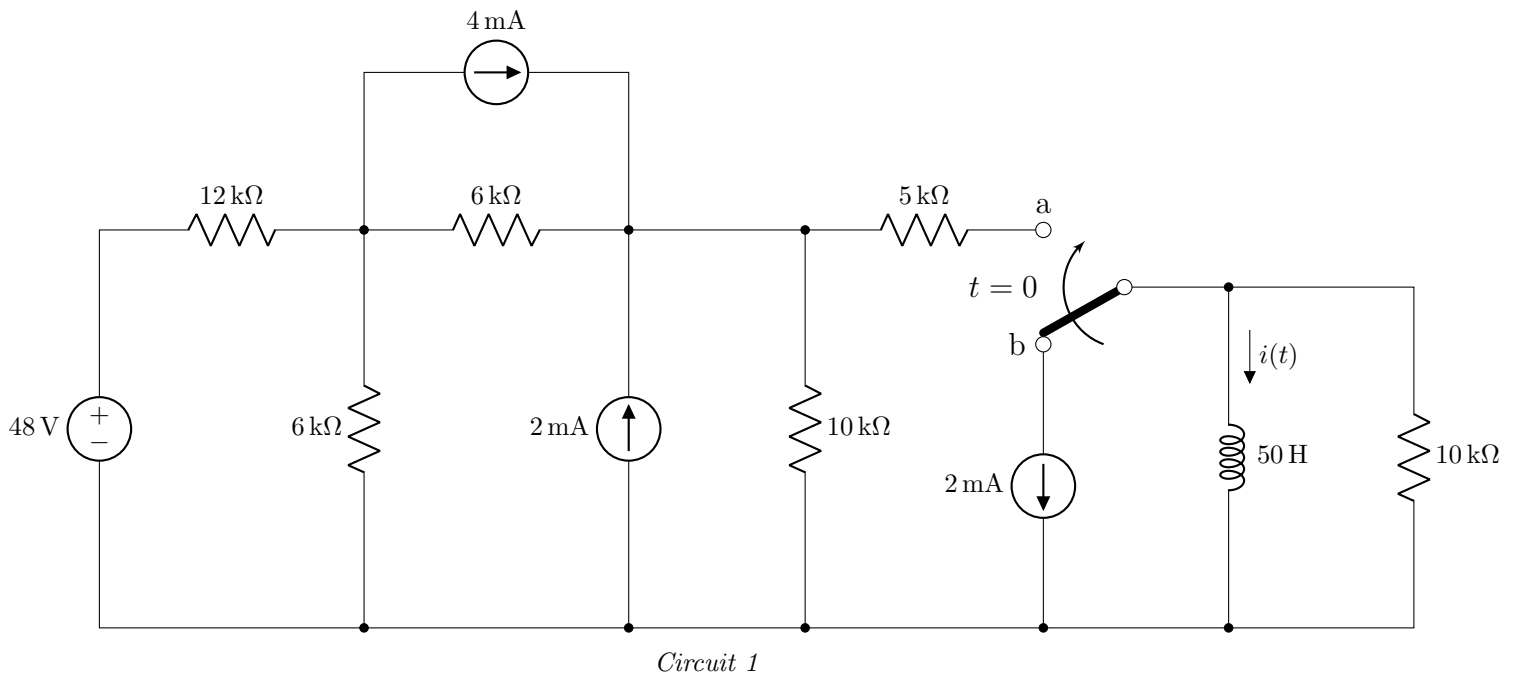 4 mA
12 kΩ
6 kΩ
5 kΩ
a
t = 0
b
i(t)
48 V
+
−
6 kΩ
2 mA
10 kΩ
2 mA
50 H
10 kΩ
Circuit 1